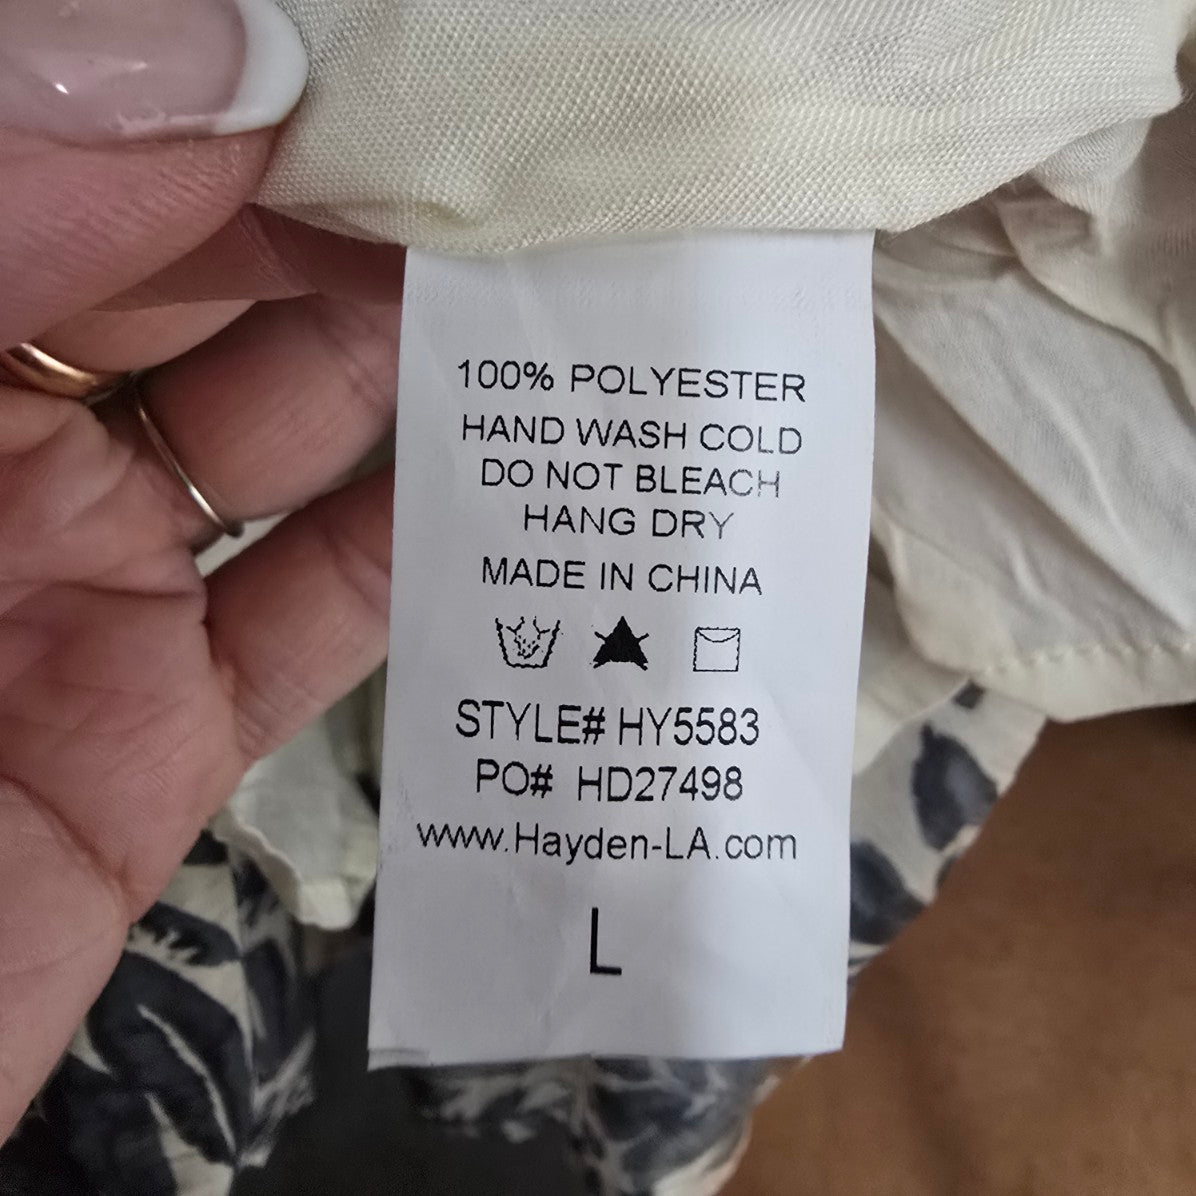 100% POLYESTER
HAND WASH COLD
DO NOT BLEACH
HANG DRY
MADE IN CHINA
STYLE# HY5583
PO# HD27498
www.Hayden-LA.com
L